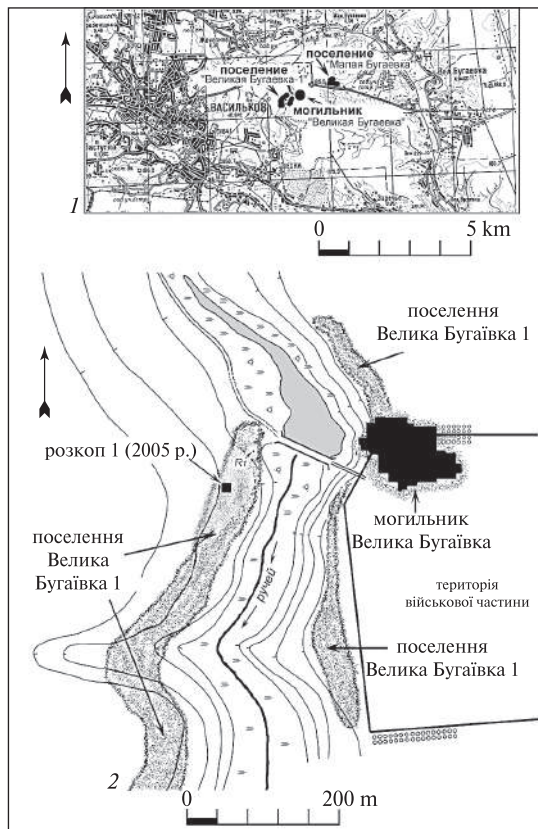 поселение
"Малая Бугаевка"
поселение
"Великая Бугаевка-1"
ВАСИЛЬКОВ
могильник
"Великая Бугаевка"
1
0 5 km
поселення
Велика Бугаївка 1
розкоп 1 (2005 р.)
R1
могильник
Велика Бугаївка
поселення
Велика
Бугаївка 1
ручей
територія
військової частини
поселення
Велика Бугаївка 1
2
0 200 m